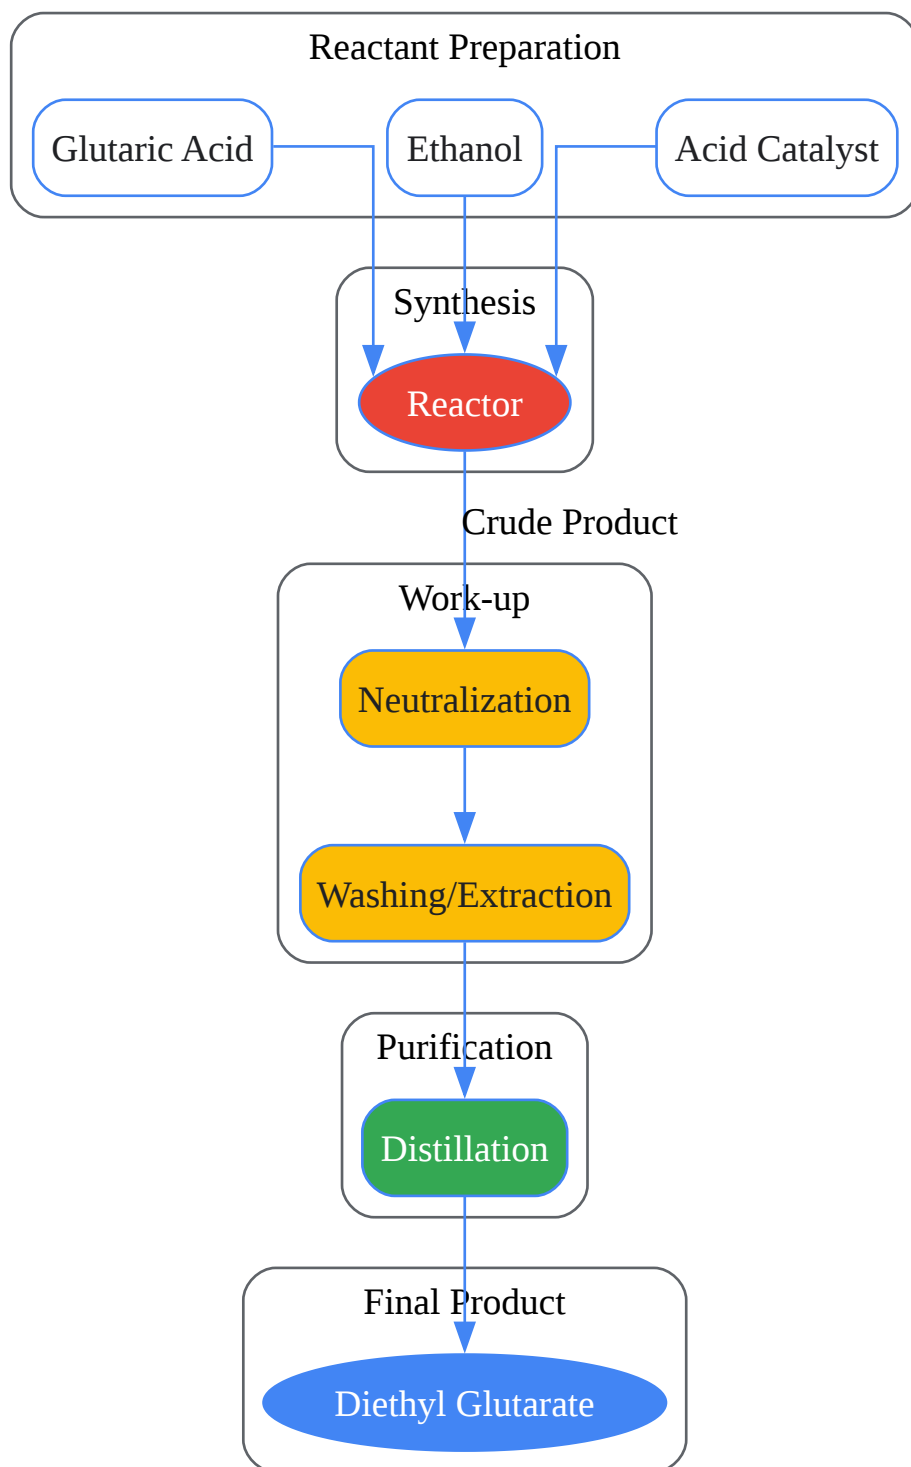 Reactant Preparation
Glutaric Acid
Ethanol
Acid Catalyst
Synthesis
Reactor
Crude Product
Work-up
Neutralization
Washing/Extraction
Purification
Distillation
Final Product
Diethyl Glutarate